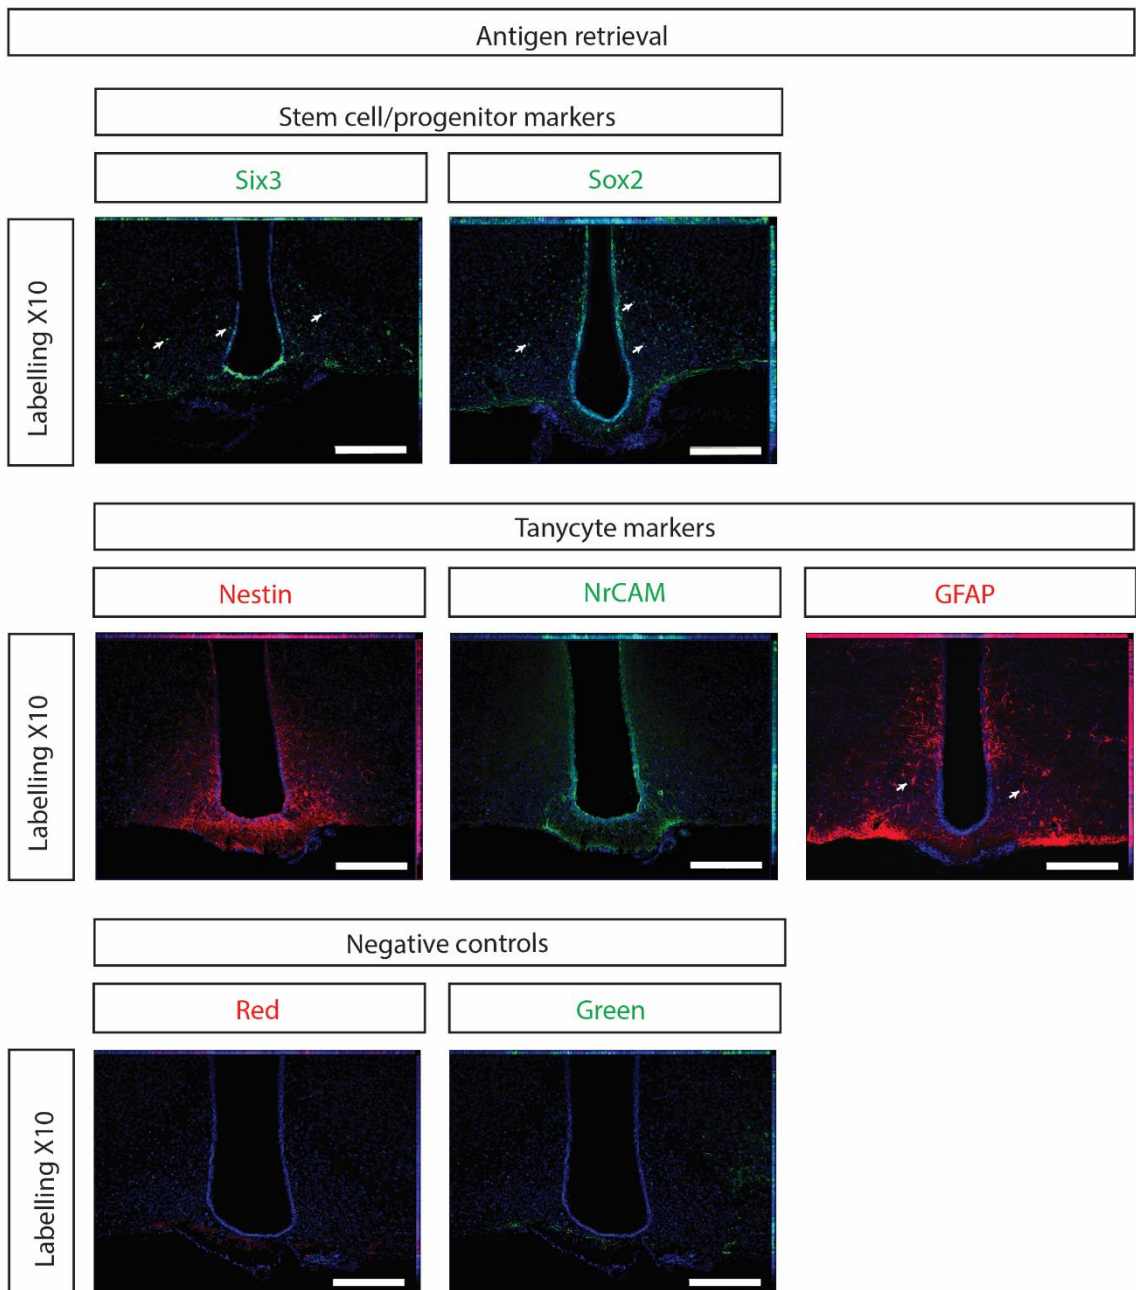 Antigen retrieval
Stem cell/progenitor markers
Six3
Sox2
Labelling X10
Tanycyte markers
Nestin
NrCAM
GFAP
Labelling X10
Negative controls
Red
Green
Labelling X10